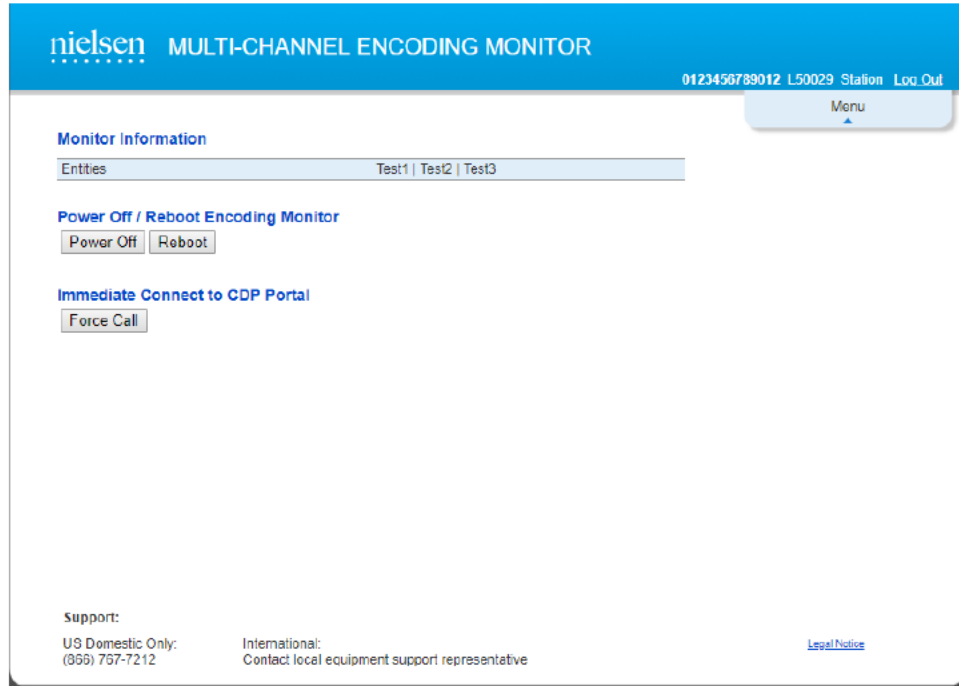 nielsen MULTI-CHANNEL ENCODING MONITOR
0123456789012 L50029 Station Log Out
Menu
Monitor Information
Entities Test1 | Test2 | Test3
Power Off / Reboot Encoding Monitor
Power Off Reboot
Immediate Connect to CDP Portal
Force Call
Support:
US Domestic Only: International: Legal Notice
(866) 767-7212 Contact local equipment support representative